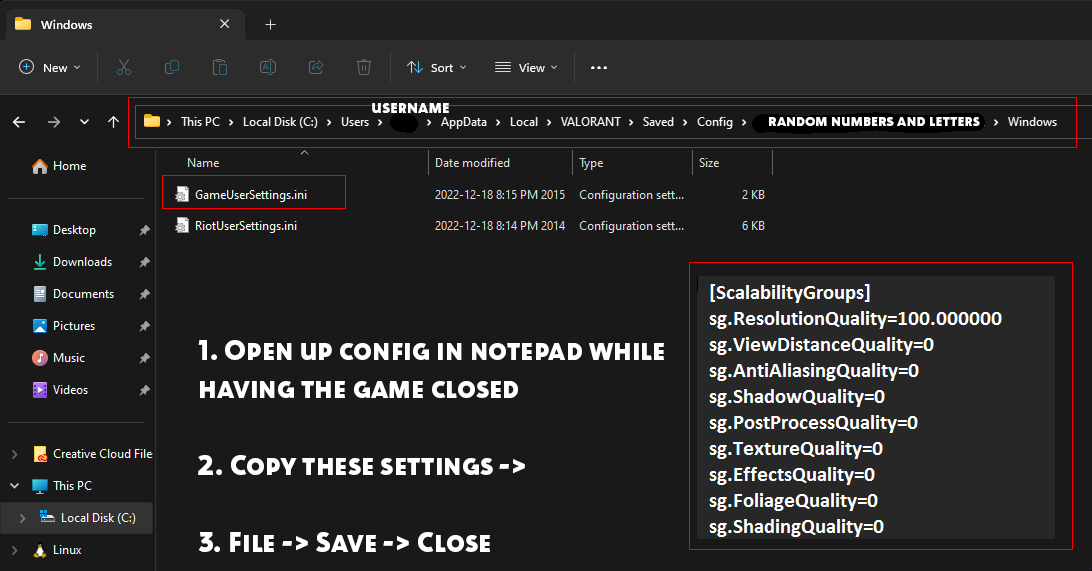 Windows
New
Sort
View
USERNAME
This PC > Local Disk (C:) > Users > AppData > Local > VALORANT > Saved > Config > RANDOM NUMBERS AND LETTERS > Windows
Name Date modified Type Size
GameUserSettings.ini 2022-12-18 8:15 PM 2015 Configuration sett... 2 KB
RiotUserSettings.ini 2022-12-18 8:14 PM 2014 Configuration sett... 6 KB
Home
Desktop
Downloads
Documents
Pictures
Music
Videos
Creative Cloud File
This PC
Local Disk (C:)
Linux
1. OPEN UP CONFIG IN NOTEPAD WHILE
HAVING THE GAME CLOSED
2. COPY THESE SETTINGS ->
3. FILE -> SAVE -> CLOSE
[ScalabilityGroups]
sg.ResolutionQuality=100.000000
sg.ViewDistanceQuality=0
sg.AntiAliasingQuality=0
sg.ShadowQuality=0
sg.PostProcessQuality=0
sg.TextureQuality=0
sg.EffectsQuality=0
sg.FoliageQuality=0
sg.ShadingQuality=0